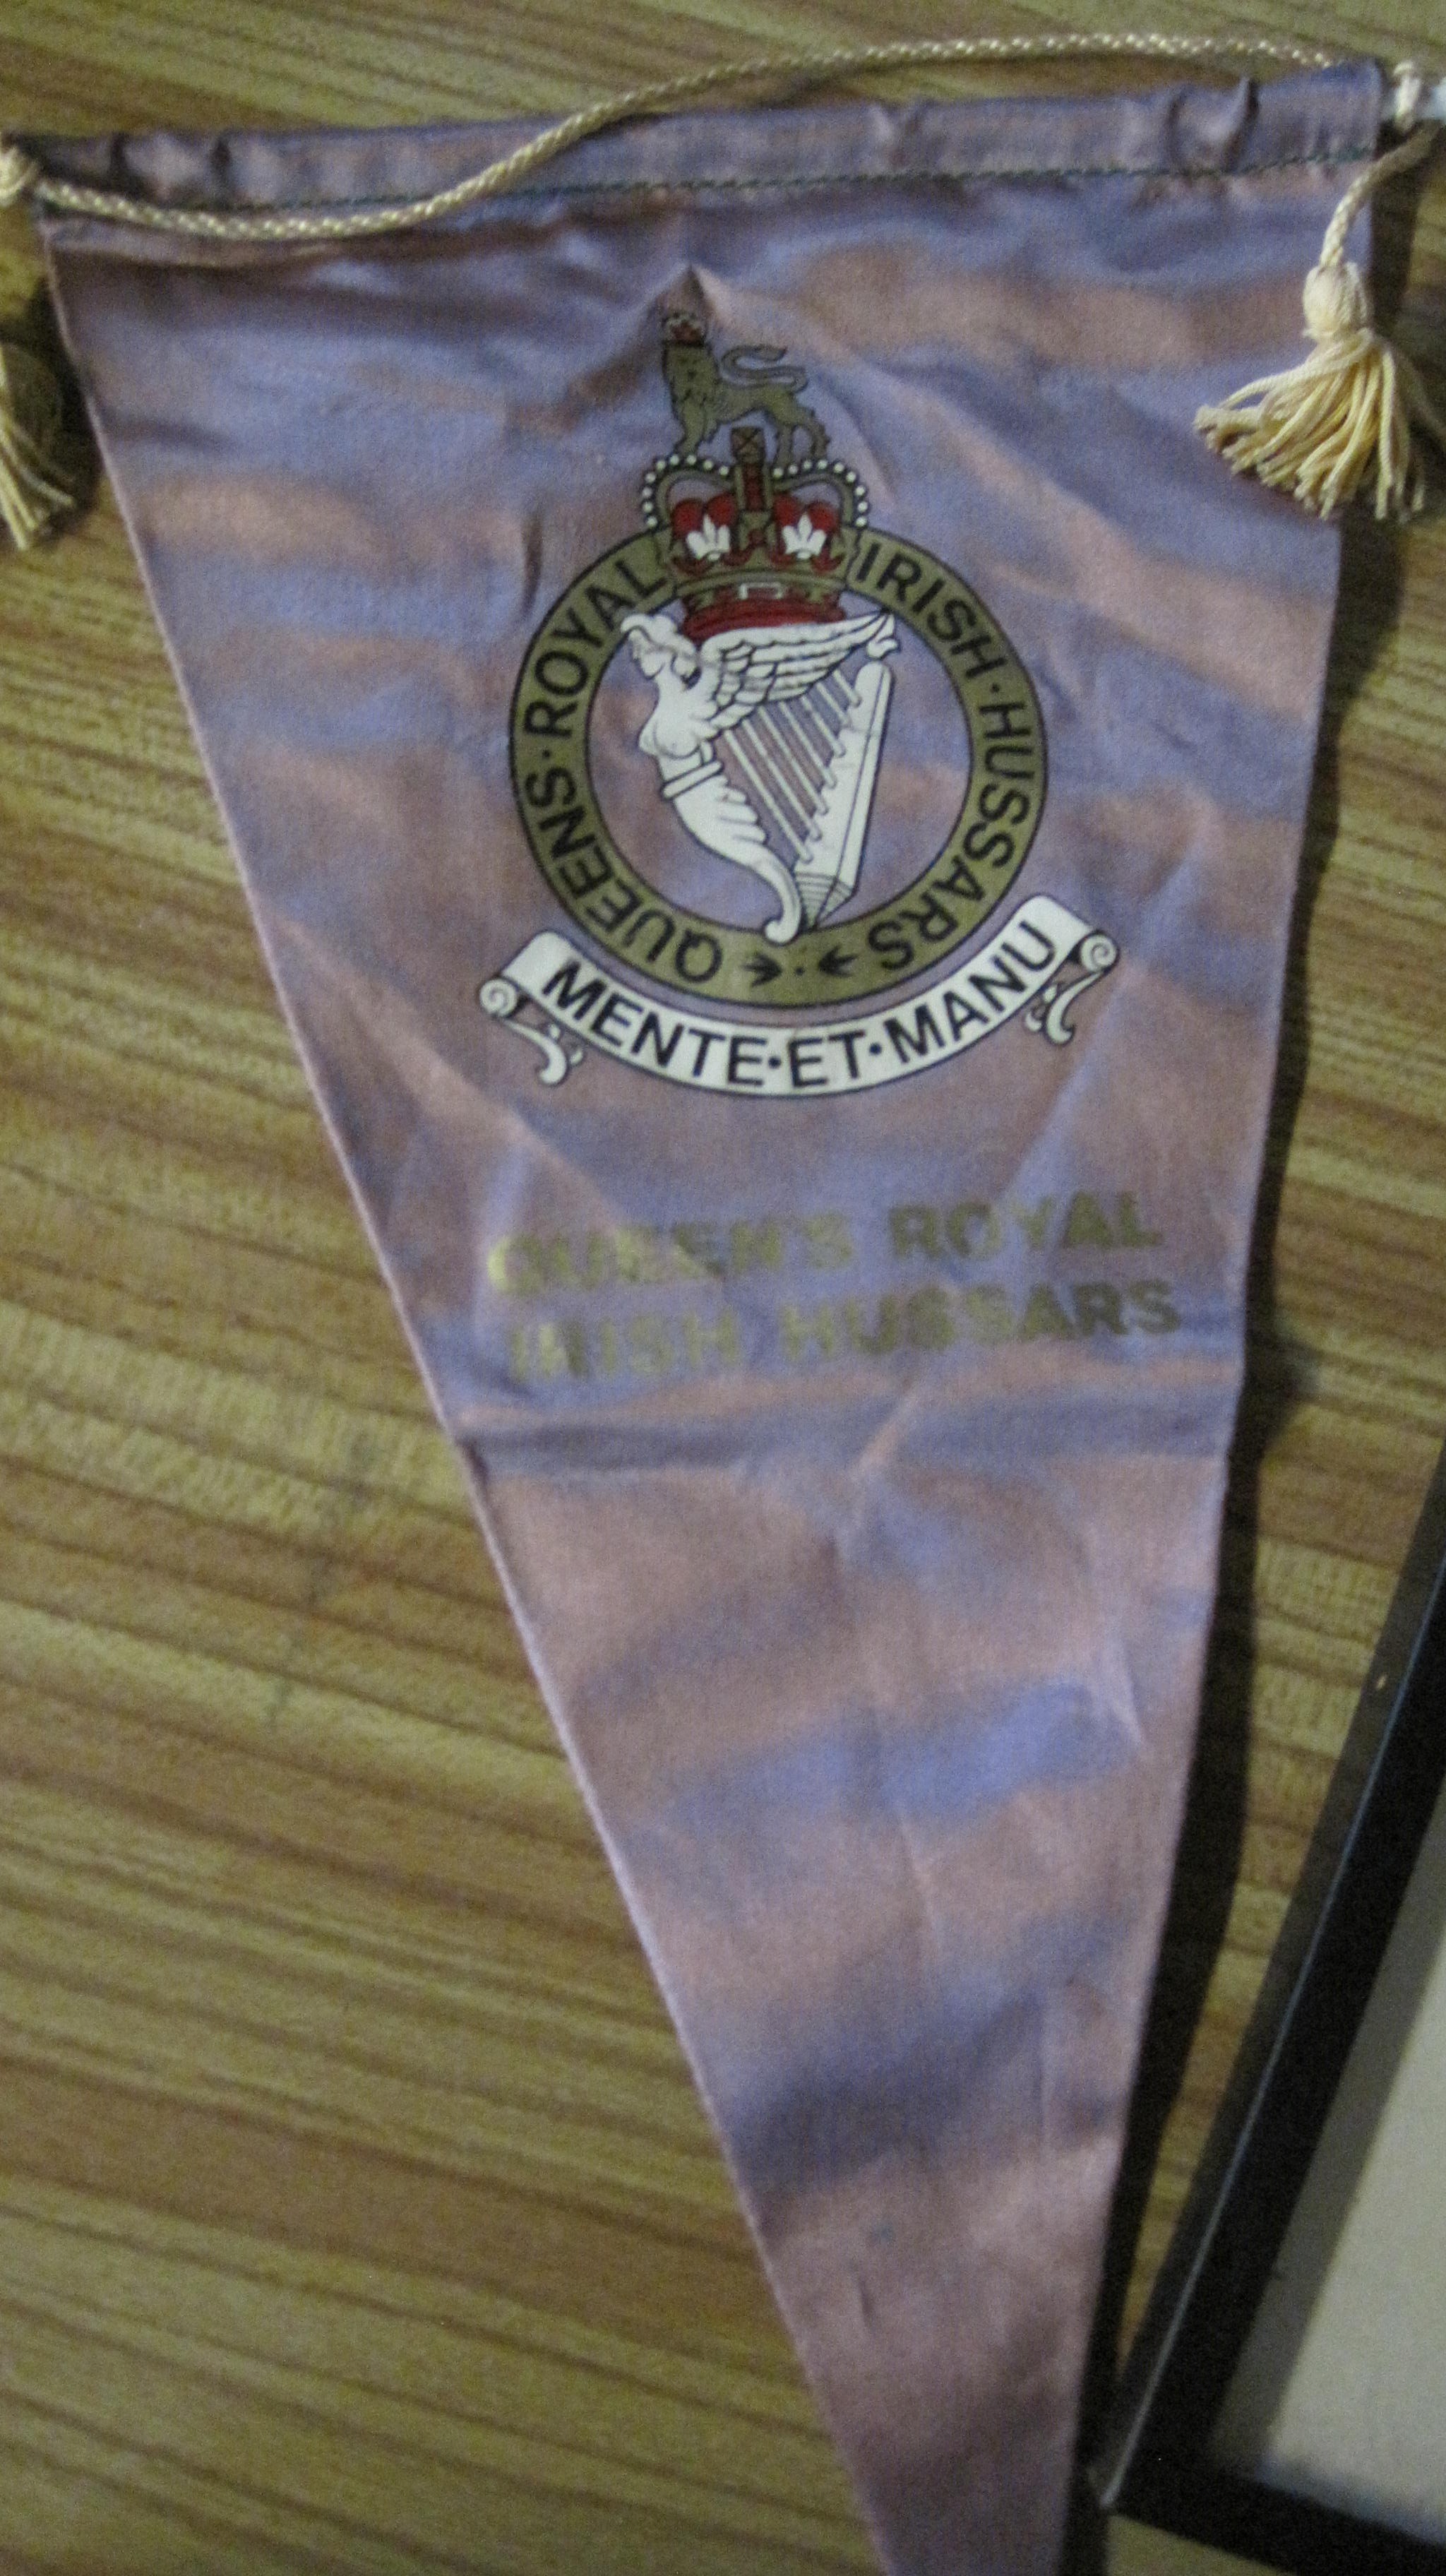 QUEENS·ROYAL IRISH·HUSSARS
MENTE·ET·MANU
QUEEN'S ROYAL
IRISH HUSSARS